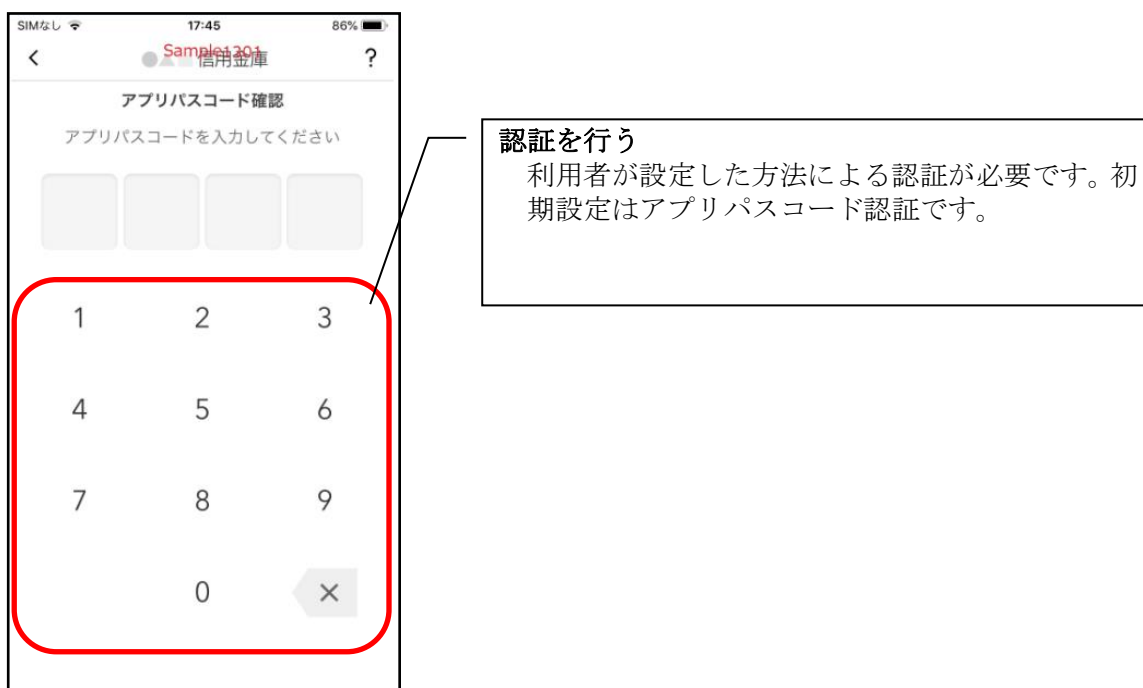 SIMなし 17:45 86%
Sample1201
●▲■信用金庫 ?
アプリパスコード確認
アプリパスコードを入力してください
1 2 3
4 5 6
7 8 9
0 ×
認証を行う
利用者が設定した方法による認証が必要です。初
期設定はアプリパスコード認証です。